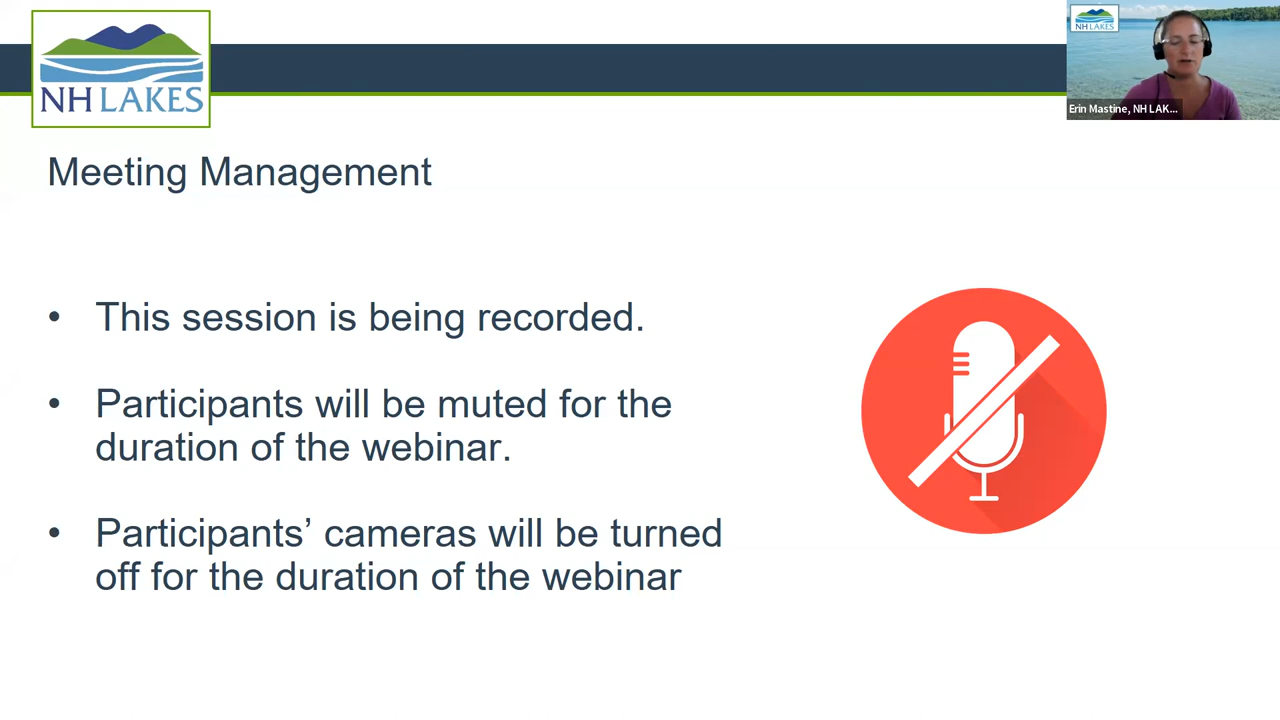 NH LAKES
NH LAKES
Erin Mastine, NH LAK...
Meeting Management
• This session is being recorded.
• Participants will be muted for the
duration of the webinar.
• Participants’ cameras will be turned
off for the duration of the webinar